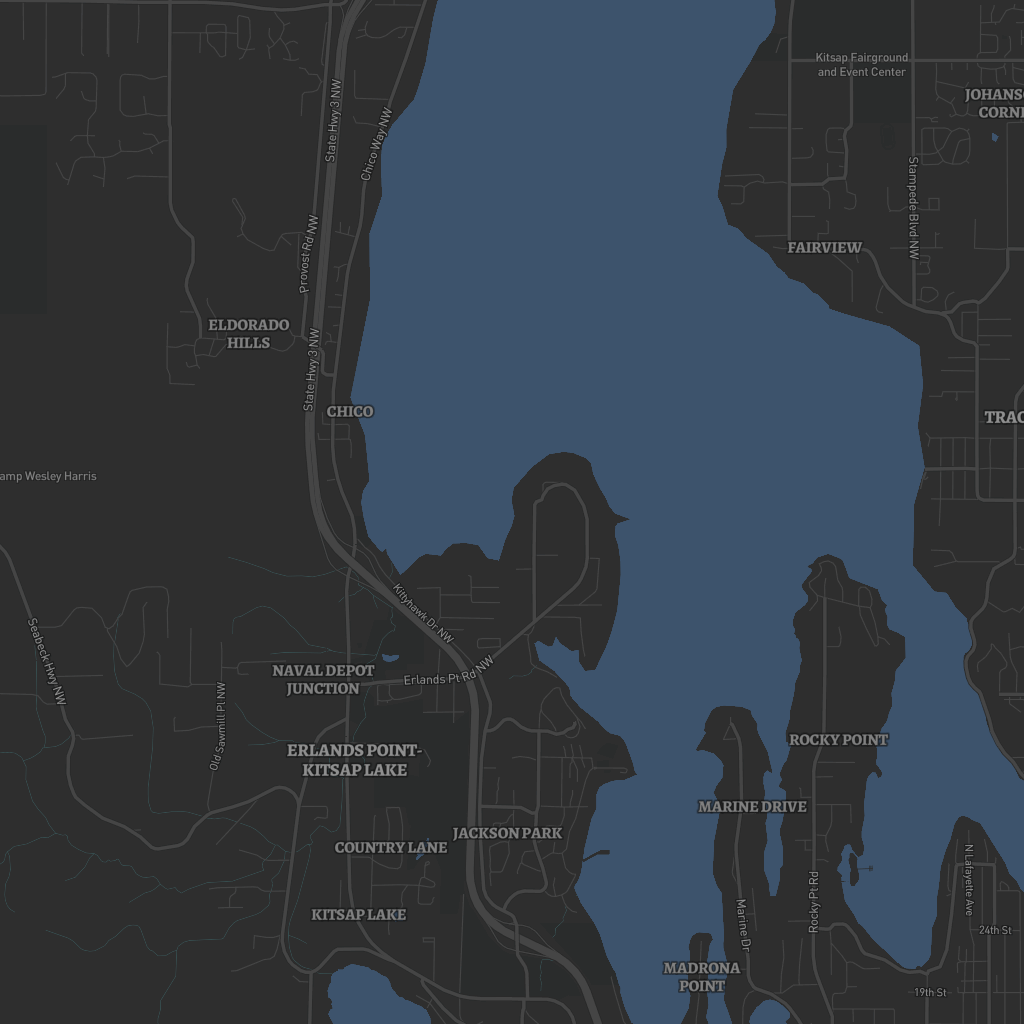 Kitsap Fairground
and Event Center
State Hwy 3 NW
Chico Way NW
Stampede Blvd NW
Provost Rd NW
FAIRVIEW
ELDORADO
HILLS
State Hwy 3 NW
CHICO
amp Wesley Harris
Kittyhawk Dr NW
Seabeck Hwy NW
NAVAL DEPOT
JUNCTION
Erlands Pt Rd NW
Old Sawmill Pl NW
ERLANDS POINT-
KITSAP LAKE
ROCKY POINT
MARINE DRIVE
JACKSON PARK
COUNTRY LANE
N Lafayette Ave
Rocky Pt Rd
KITSAP LAKE
Marine Dr
24th St
MADRONA
POINT
19th St